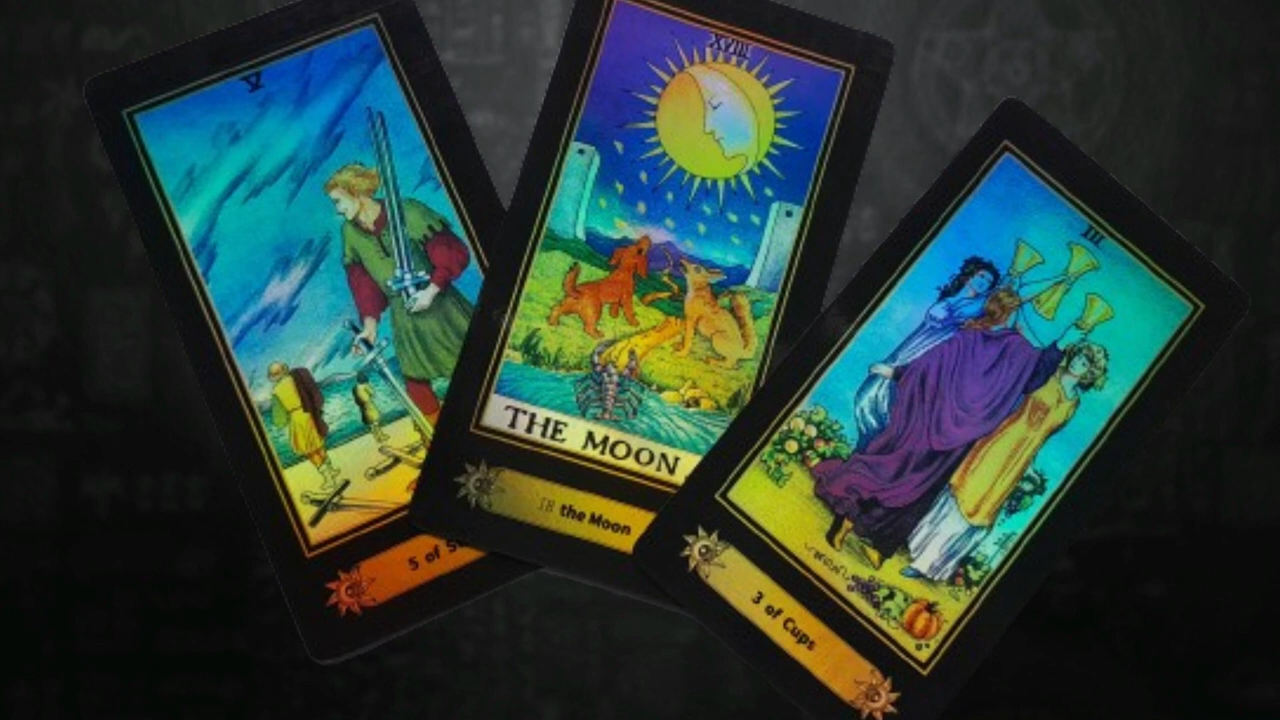 V
5 of
XVIII
THE MOON
18 the Moon
III
3 of Cups